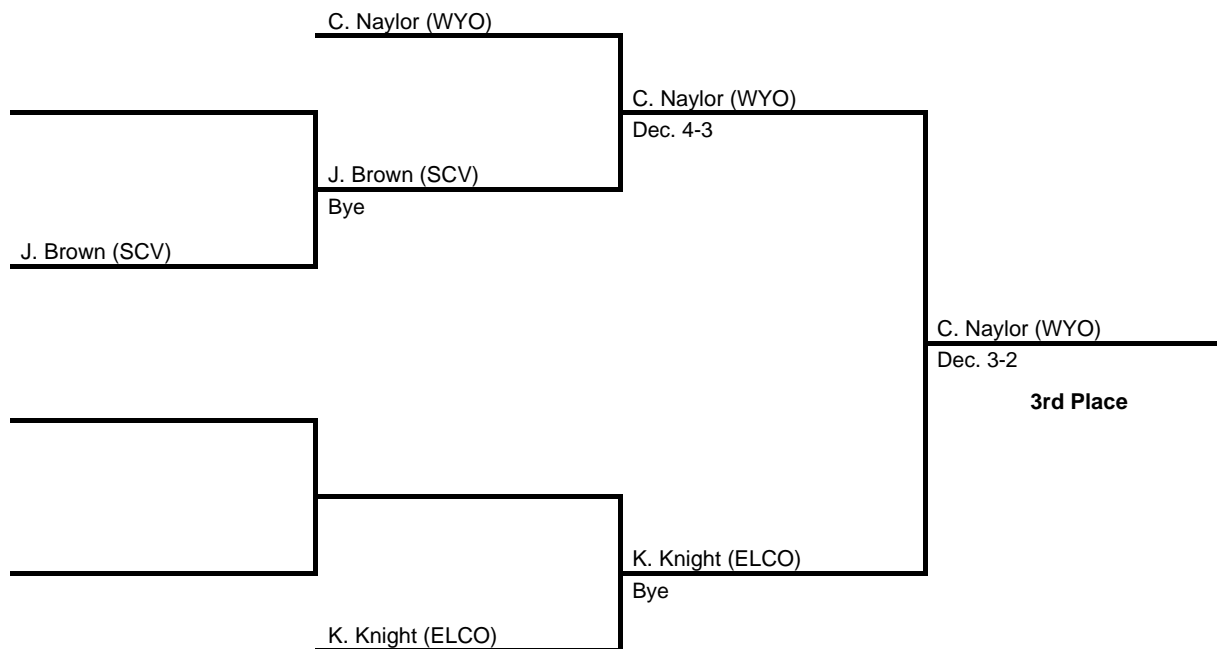 C. Naylor (WYO)
C. Naylor (WYO)
Dec. 4-3
J. Brown (SCV)
Bye
J. Brown (SCV)
C. Naylor (WYO)
Dec. 3-2
3rd Place
K. Knight (ELCO)
Bye
K. Knight (ELCO)